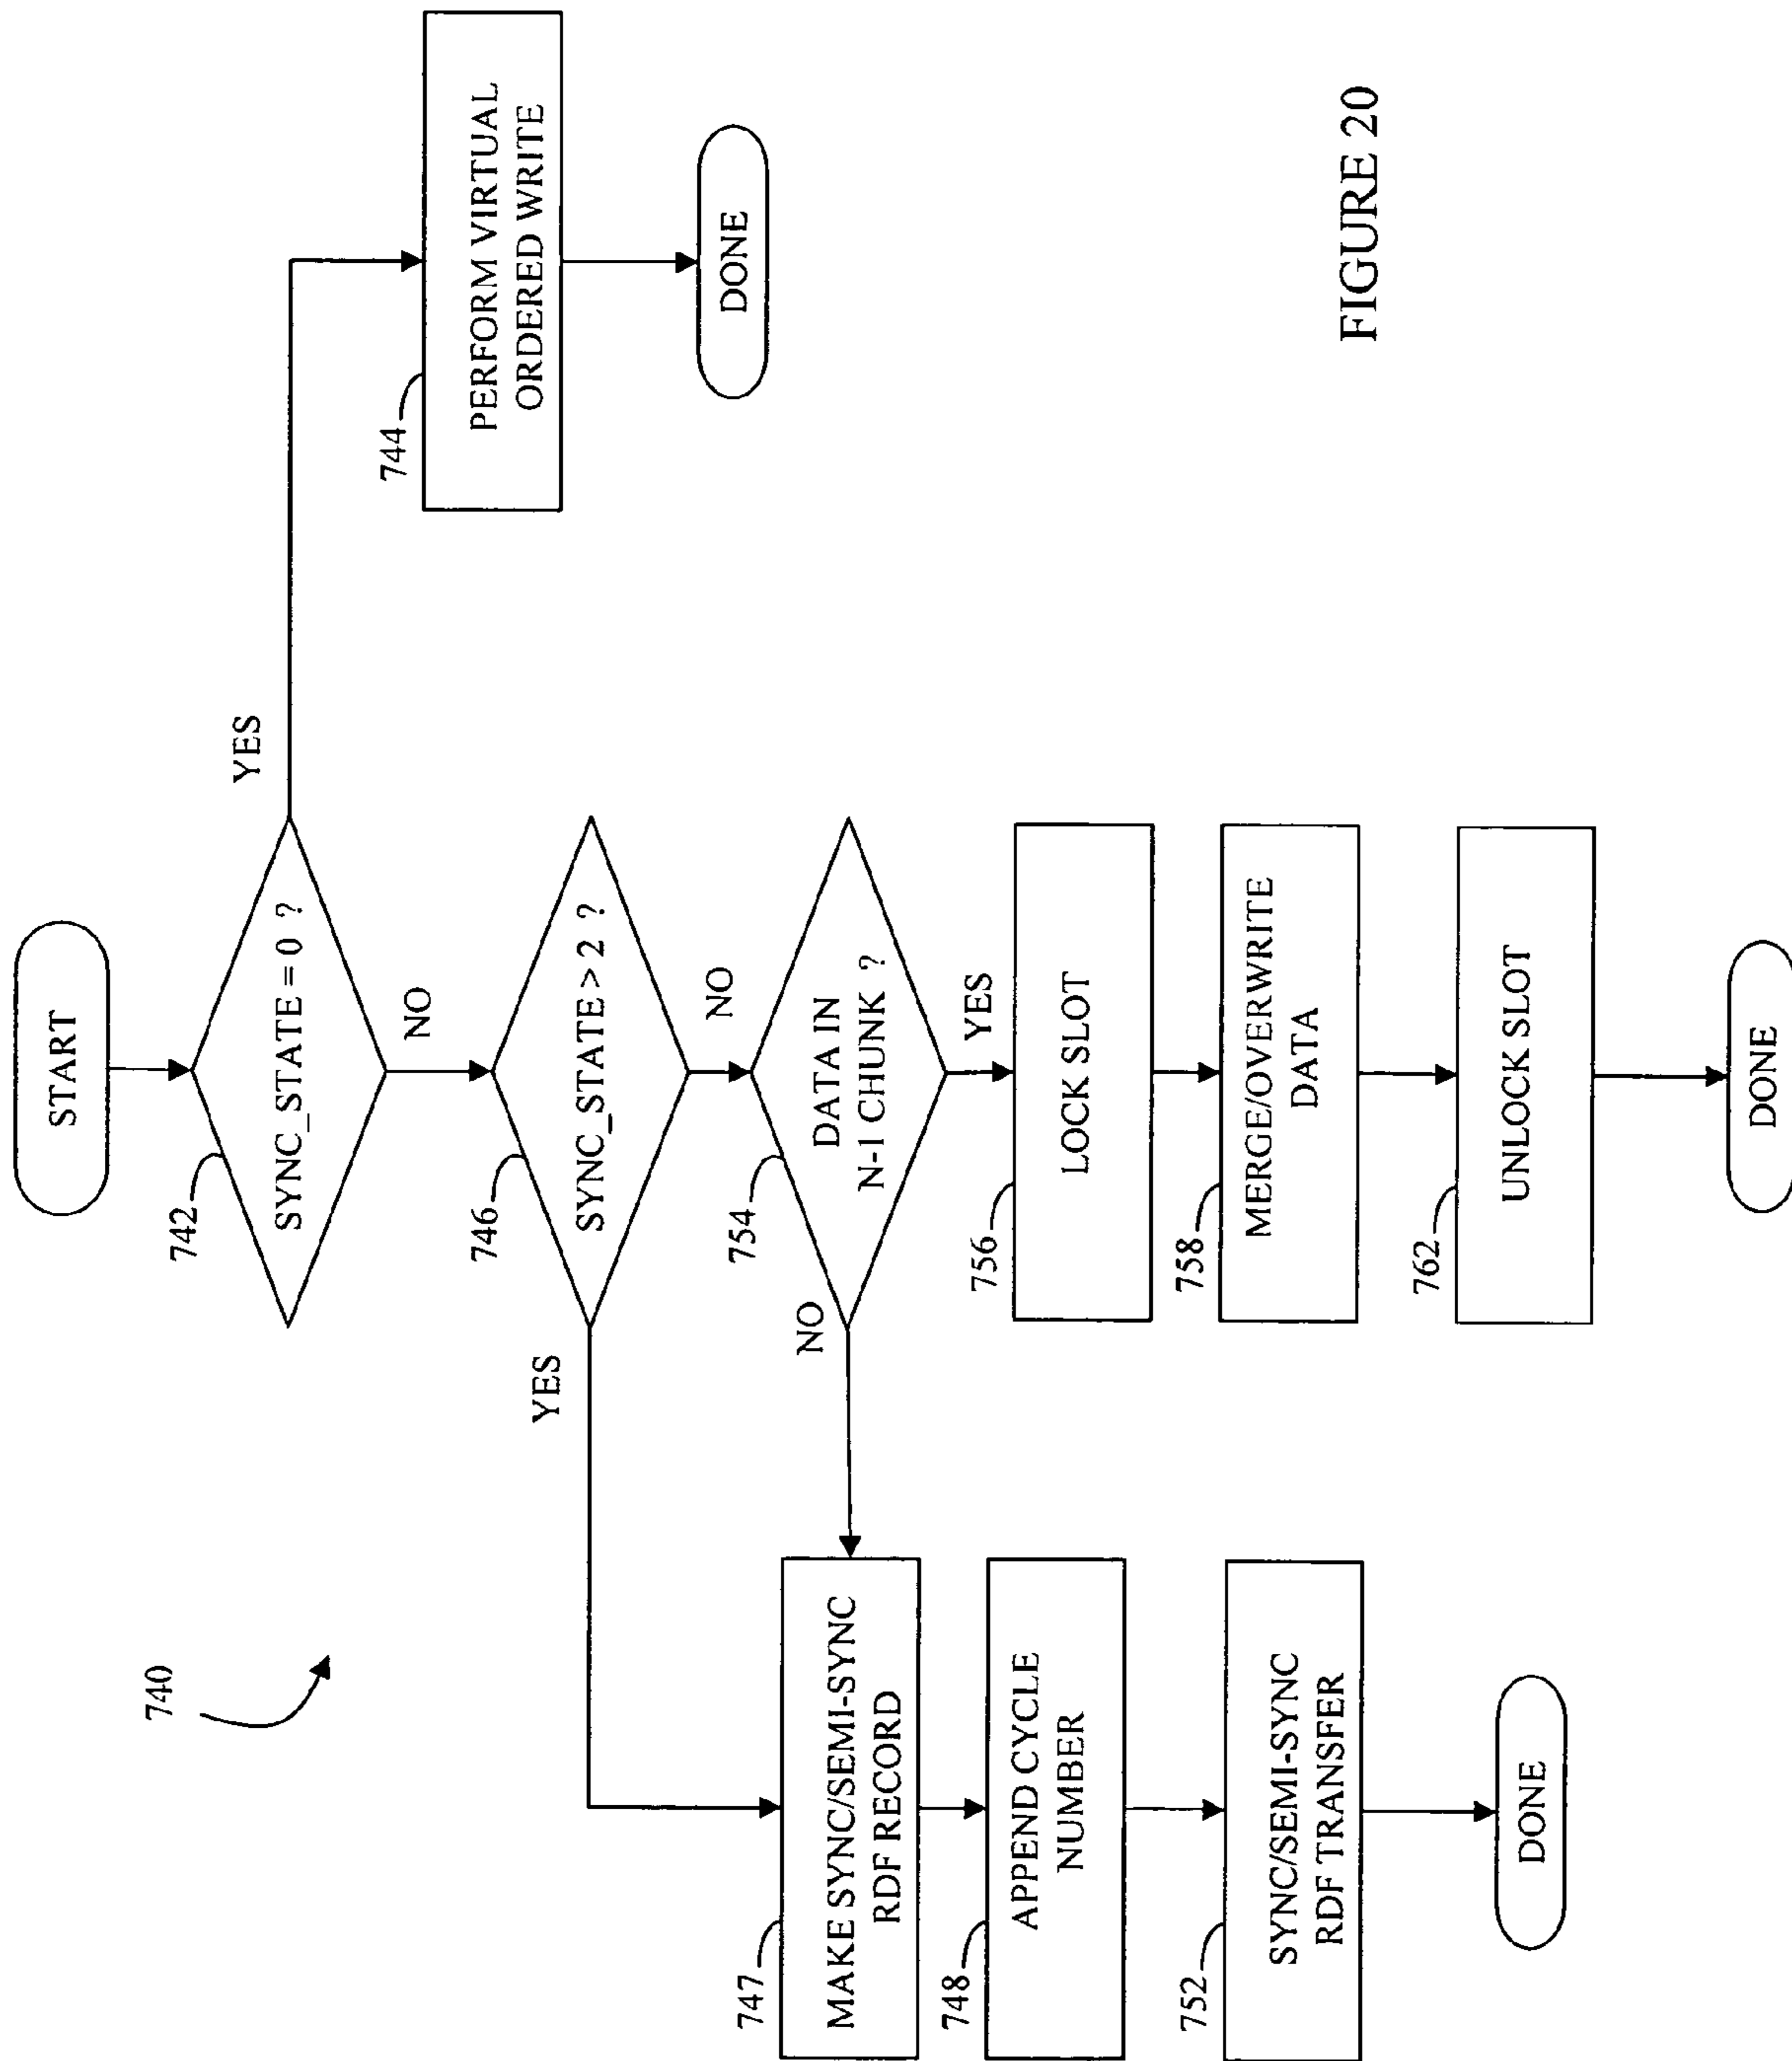 740
START
742
SYNC_STATE = 0 ?
YES
NO
744
PERFORM VIRTUAL
ORDERED WRITE
DONE
746
SYNC_STATE > 2 ?
YES
NO
754
DATA IN
N-1 CHUNK ?
NO
YES
747
MAKE SYNC/SEMI-SYNC
RDF RECORD
748
APPEND CYCLE
NUMBER
752
SYNC/SEMI-SYNC
RDF TRANSFER
DONE
756
LOCK SLOT
758
MERGE/OVERWRITE
DATA
762
UNLOCK SLOT
DONE
FIGURE 20